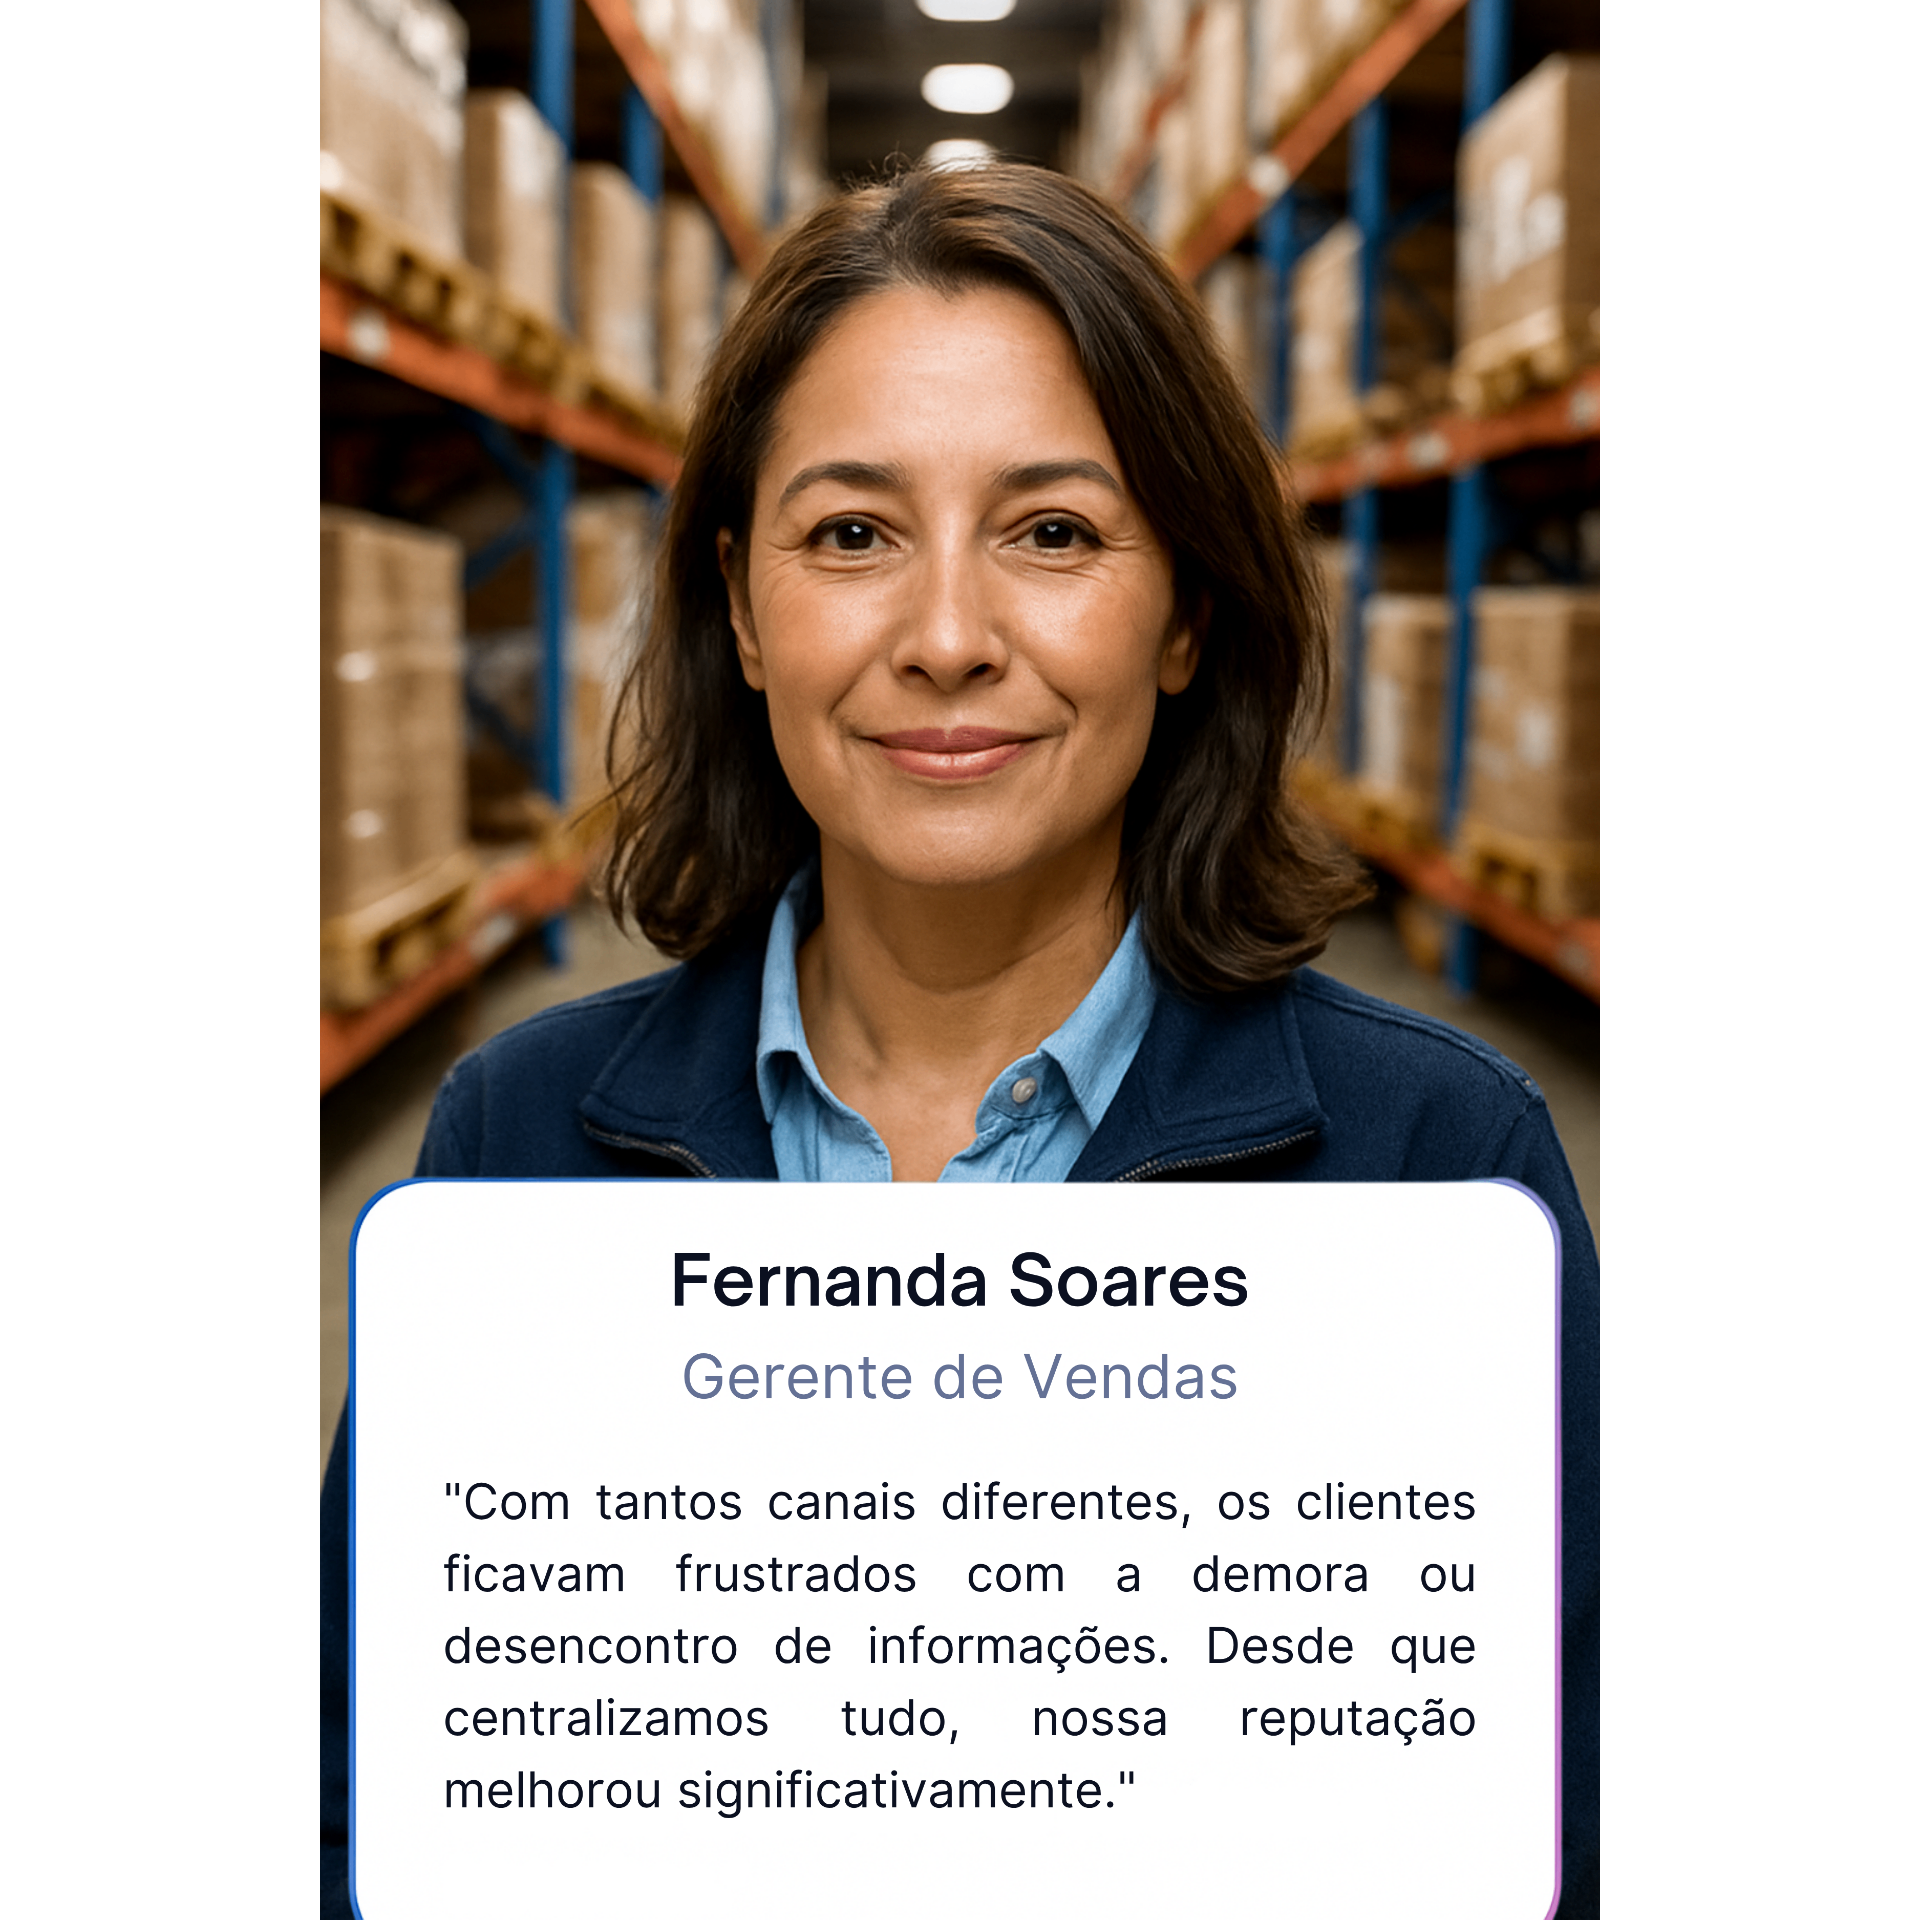 Fernanda Soares
Gerente de Vendas
"Com tantos canais diferentes, os clientes
ficavam frustrados com a demora ou
desencontro de informações. Desde que
centralizamos tudo, nossa reputação
melhorou significativamente."